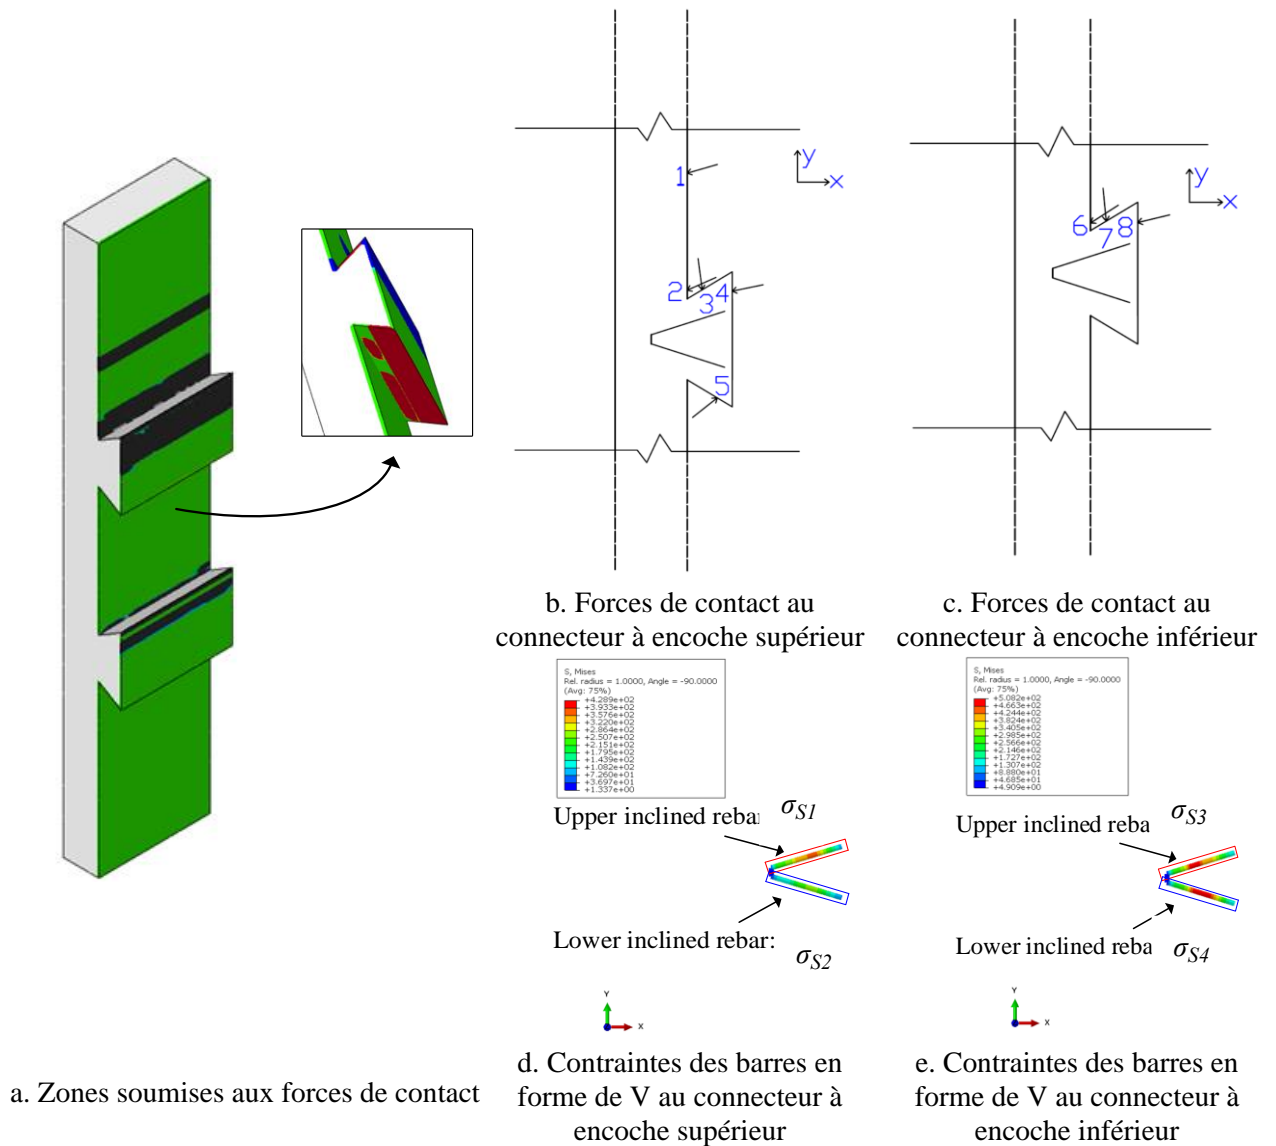 1
2
3
4
5
y
x
6
7
8
y
x
b. Forces de contact au
connecteur à encoche supérieur
c. Forces de contact au
connecteur à encoche inférieur
S, Mises
Rel. radius = 1.0000, Angle = -90.0000
(Avg: 75%)
+4.289e+02
+3.933e+02
+3.576e+02
+3.220e+02
+2.864e+02
+2.507e+02
+2.151e+02
+1.795e+02
+1.439e+02
+1.082e+02
+7.260e+01
+3.697e+01
+1.337e+00
Upper inclined reba
σS1
Lower inclined rebar:
σS2
Y
X
S, Mises
Rel. radius = 1.0000, Angle = -90.0000
(Avg: 75%)
+5.082e+02
+4.663e+02
+4.244e+02
+3.824e+02
+3.405e+02
+2.985e+02
+2.566e+02
+2.146e+02
+1.727e+02
+1.307e+02
+8.880e+01
+4.685e+01
+4.909e+00
Upper inclined reba
σS3
Lower inclined reba
σS4
Y
X
a. Zones soumises aux forces de contact
d. Contraintes des barres en
forme de V au connecteur à
encoche supérieur
e. Contraintes des barres en
forme de V au connecteur à
encoche inférieur